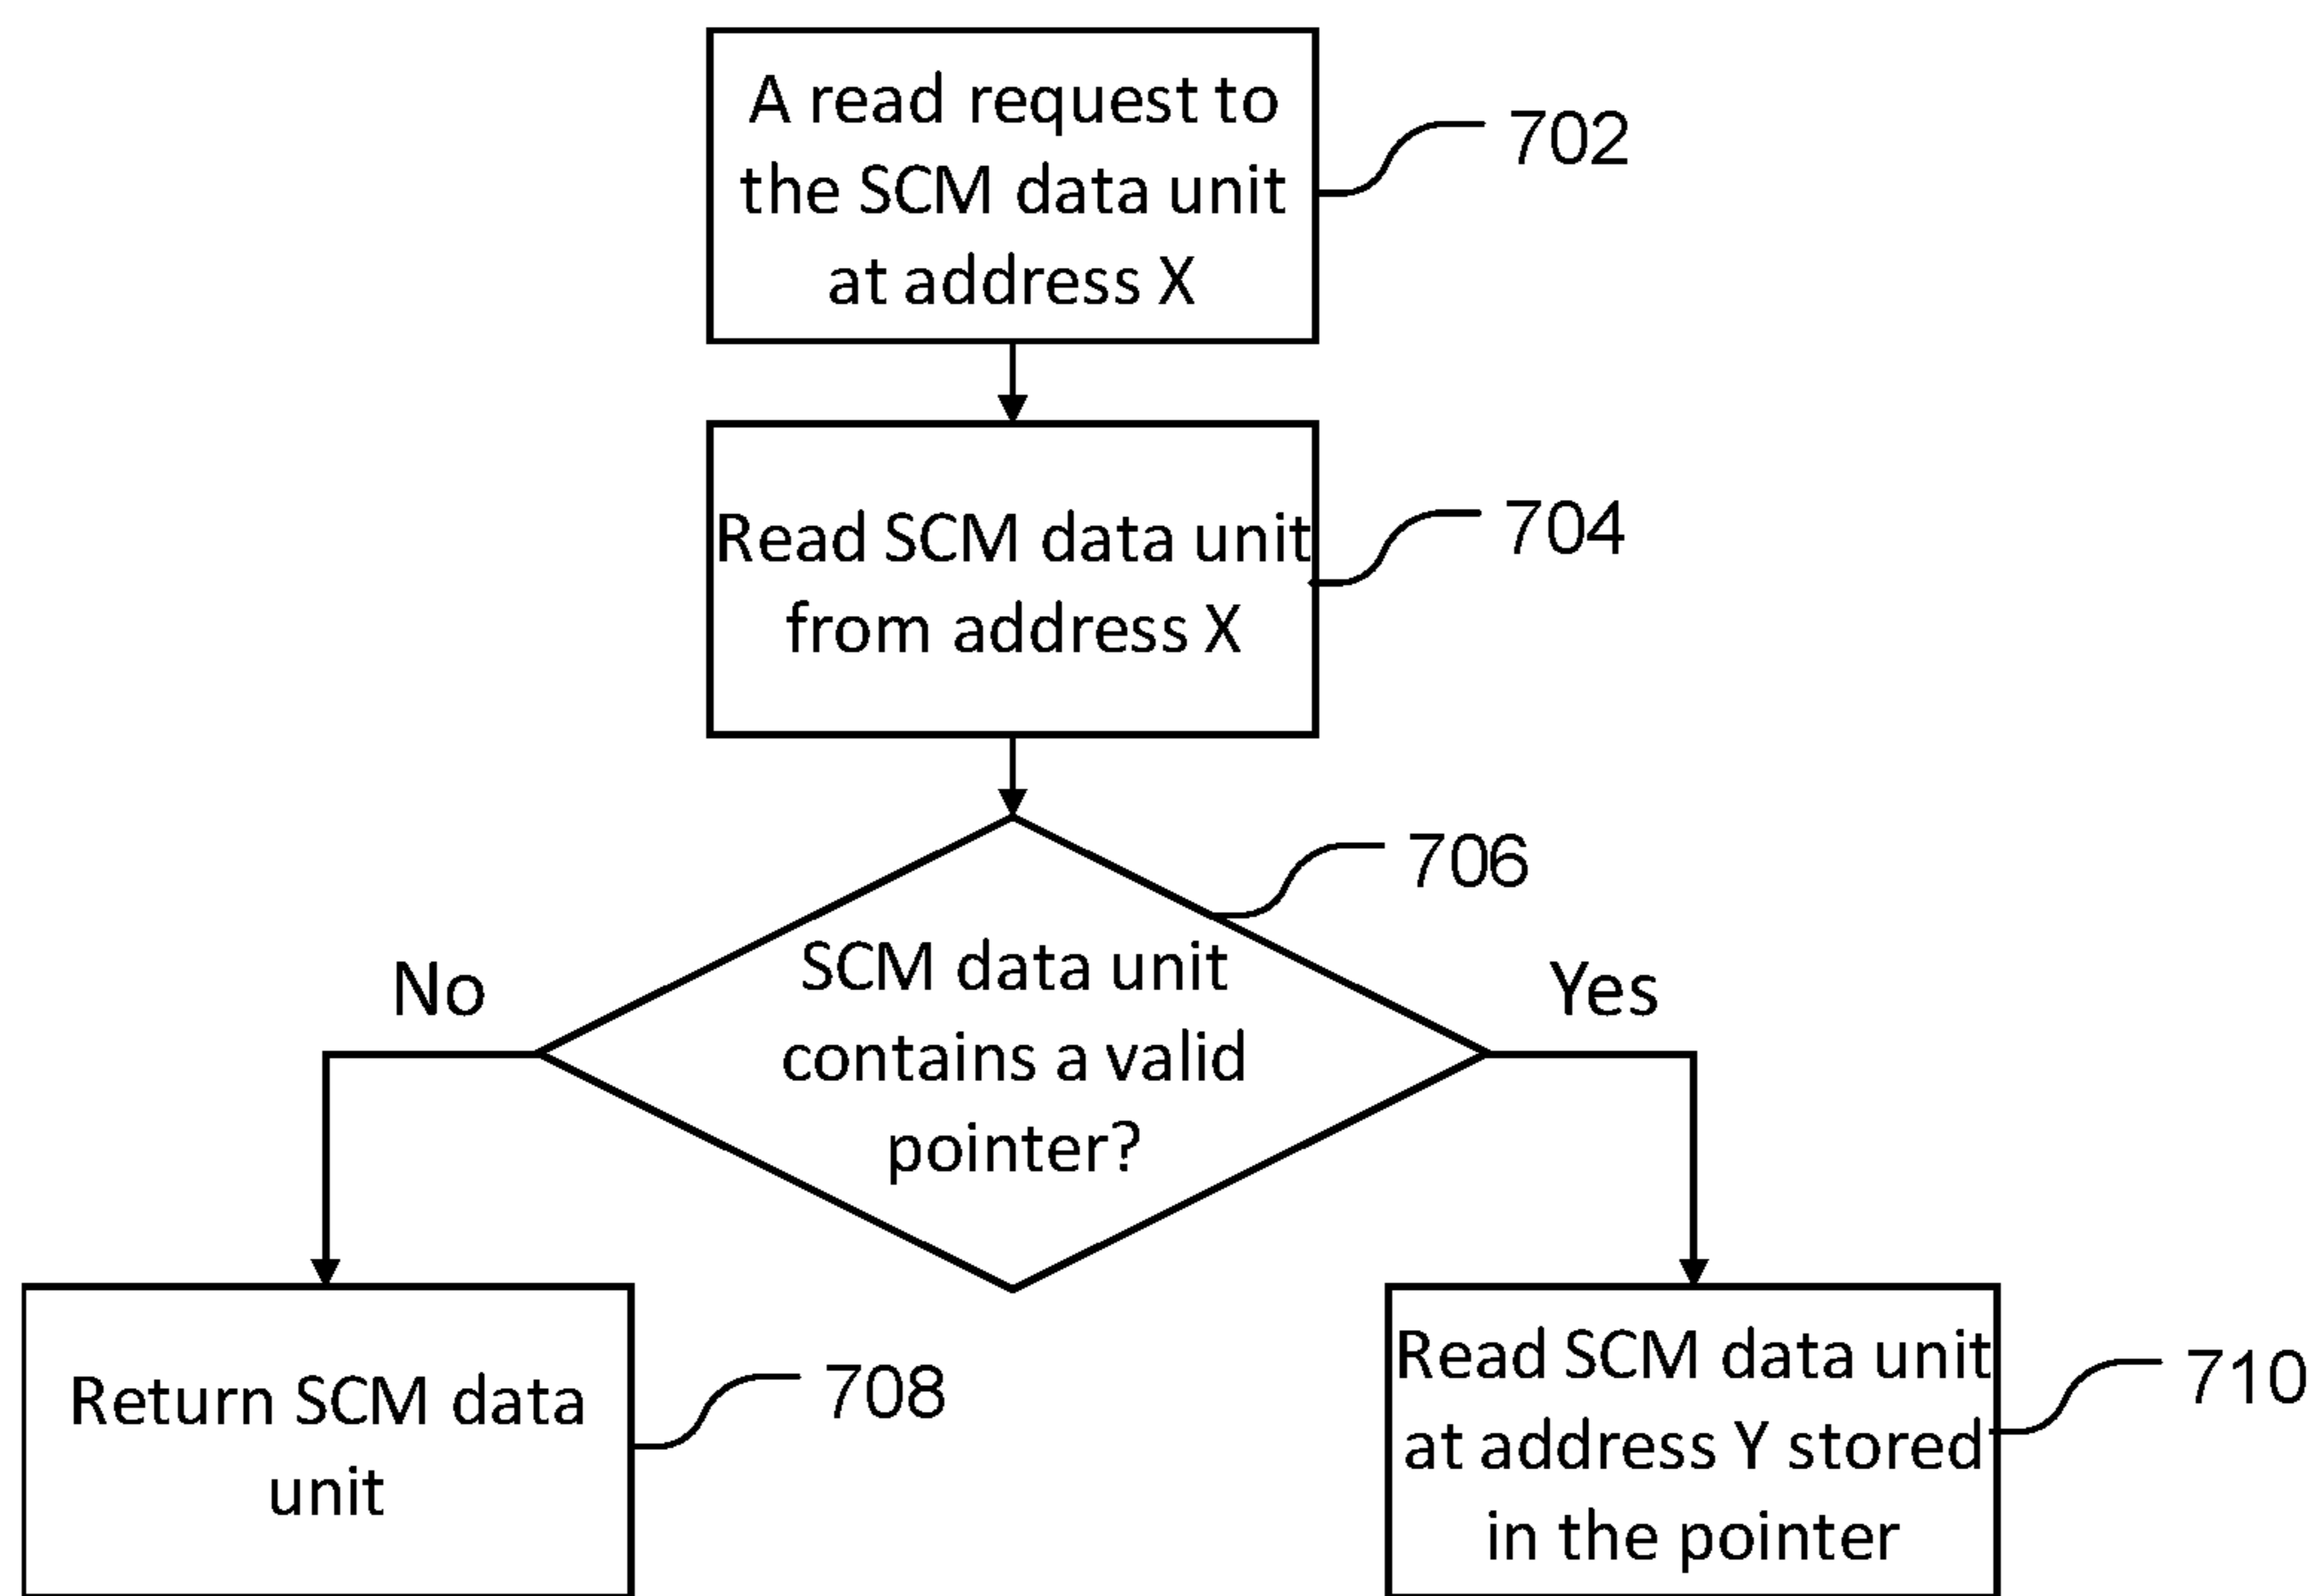 A read request to
the SCM data unit
at address X
702
Read SCM data unit
from address X
704
706
SCM data unit
contains a valid
pointer?
No
Yes
Return SCM data
unit
708
Read SCM data unit
at address Y stored
in the pointer
710